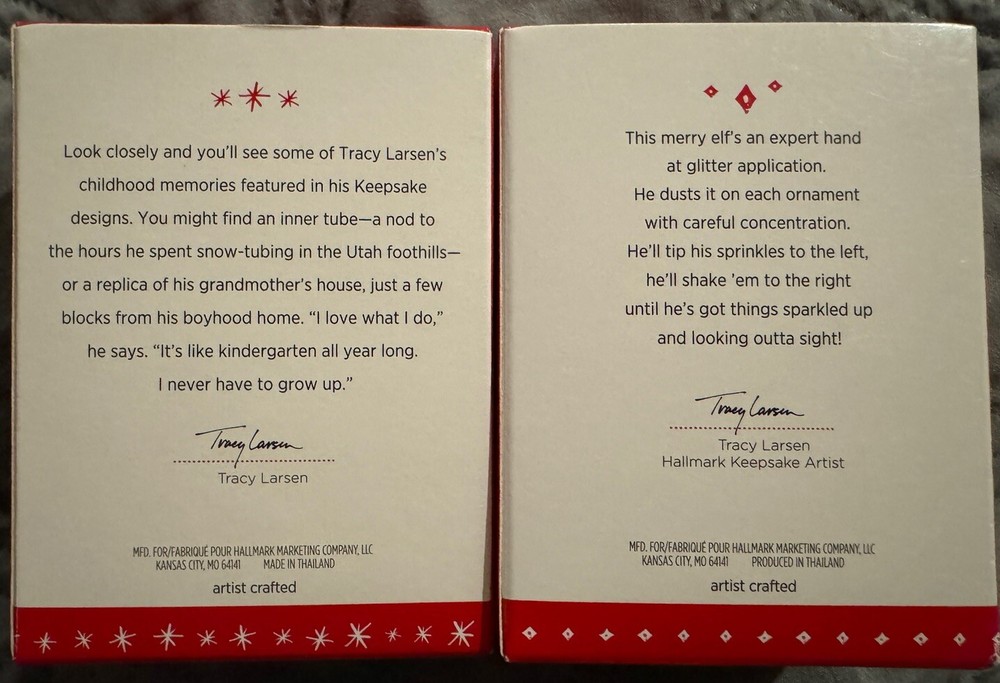 Look closely and you'll see some of Tracy Larsen's
childhood memories featured in his Keepsake
designs. You might find an inner tube—a nod to
the hours he spent snow-tubing in the Utah foothills—
or a replica of his grandmother's house, just a few
blocks from his boyhood home. “I love what I do,”
he says. “It's like kindergarten all year long.
I never have to grow up.”
Tracy Larsen
Tracy Larsen
MFD. FOR/FABRIQUÉ POUR HALLMARK MARKETING COMPANY, LLC
KANSAS CITY, MO 64141 MADE IN THAILAND
artist crafted
This merry elf's an expert hand
at glitter application.
He dusts it on each ornament
with careful concentration.
He'll tip his sprinkles to the left,
he'll shake 'em to the right
until he's got things sparkled up
and looking outta sight!
Tracy Larsen
Tracy Larsen
Hallmark Keepsake Artist
MFD. FOR/FABRIQUÉ POUR HALLMARK MARKETING COMPANY, LLC
KANSAS CITY, MO 64141 PRODUCED IN THAILAND
artist crafted